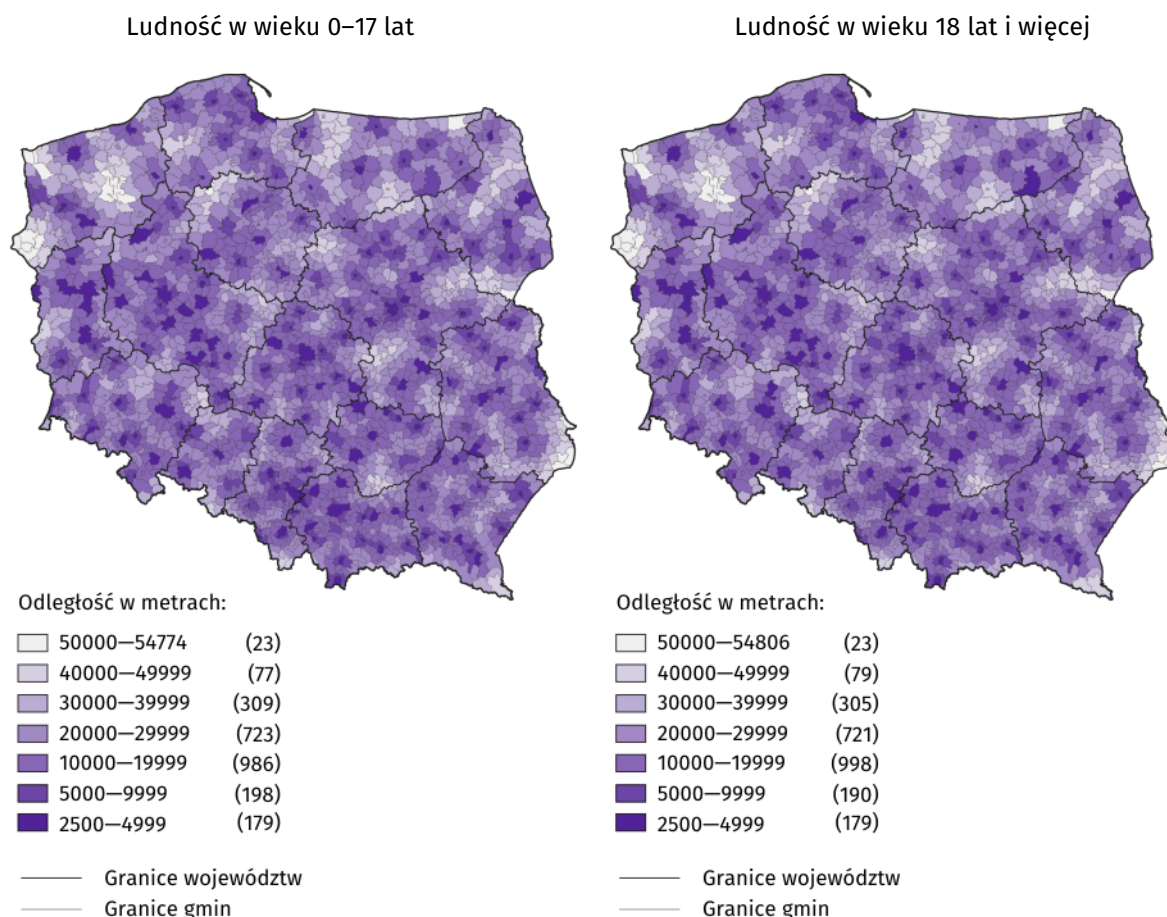 Ludność w wieku 0–17 lat
Odległość w metrach:
50000—54774 (23)
40000—49999 (77)
30000—39999 (309)
20000—29999 (723)
10000—19999 (986)
5000—9999 (198)
2500—4999 (179)
Granice województw
Granice gmin
Ludność w wieku 18 lat i więcej
Odległość w metrach:
50000—54806 (23)
40000—49999 (79)
30000—39999 (305)
20000—29999 (721)
10000—19999 (998)
5000—9999 (190)
2500—4999 (179)
Granice województw
Granice gmin